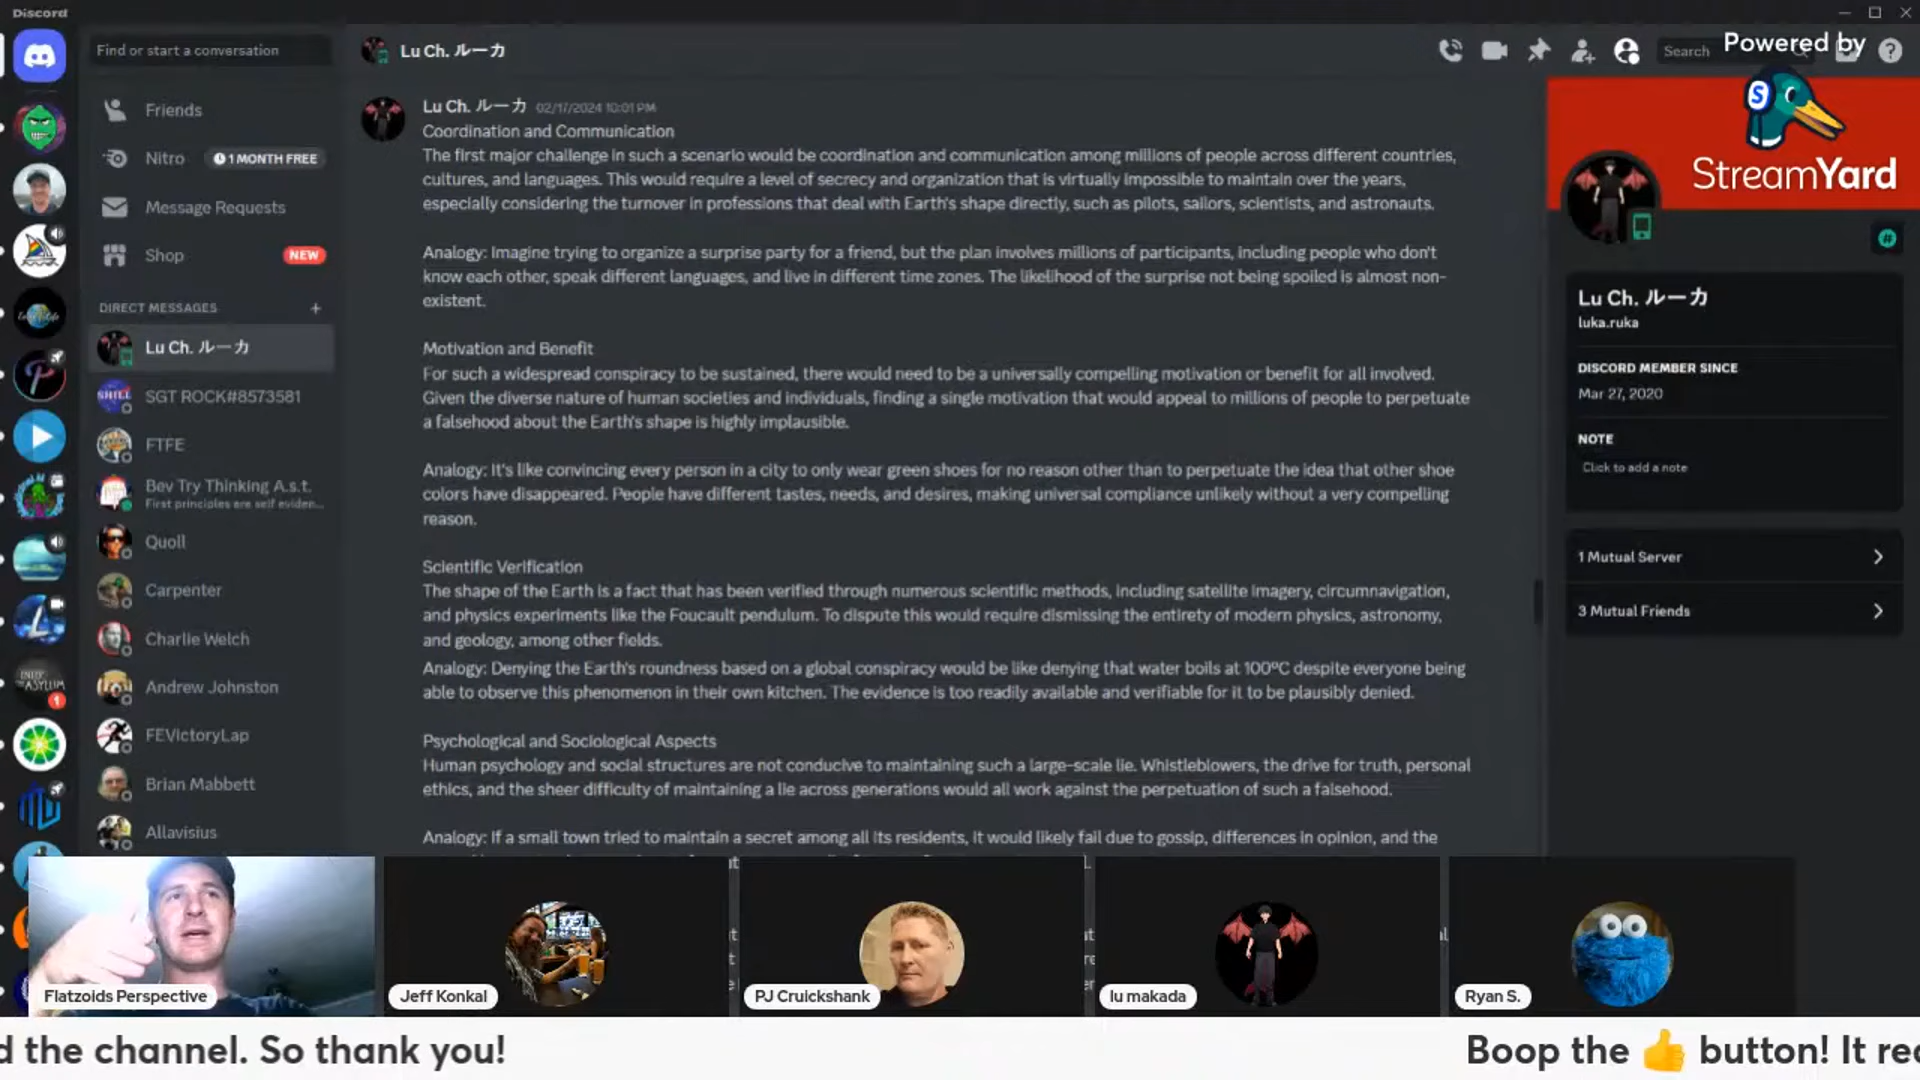 Discord
Find or start a conversation
Lu Ch. ルーカ
Search
Powered by
StreamYard
Friends
Nitro
1 MONTH FREE
Message Requests
Shop
NEW
DIRECT MESSAGES
Lu Ch. ルーカ
SGT ROCK#8573581
FTFE
Bev Try Thinking A.s.t.
First principles are self eviden...
Quoll
Carpenter
Charlie Welch
Andrew Johnston
FEVictoryLap
Brian Mabbett
Allavisius
Lu Ch. ルーカ 02/17/2024 10:01 PM
Coordination and Communication
The first major challenge in such a scenario would be coordination and communication among millions of people across different countries,
cultures, and languages. This would require a level of secrecy and organization that is virtually impossible to maintain over the years,
especially considering the turnover in professions that deal with Earth's shape directly, such as pilots, sailors, scientists, and astronauts.
Analogy: Imagine trying to organize a surprise party for a friend, but the plan involves millions of participants, including people who don't
know each other, speak different languages, and live in different time zones. The likelihood of the surprise not being spoiled is almost non-
existent.
Motivation and Benefit
For such a widespread conspiracy to be sustained, there would need to be a universally compelling motivation or benefit for all involved.
Given the diverse nature of human societies and individuals, finding a single motivation that would appeal to millions of people to perpetuate
a falsehood about the Earth's shape is highly implausible.
Analogy: It's like convincing every person in a city to only wear green shoes for no reason other than to perpetuate the idea that other shoe
colors have disappeared. People have different tastes, needs, and desires, making universal compliance unlikely without a very compelling
reason.
Scientific Verification
The shape of the Earth is a fact that has been verified through numerous scientific methods, including satellite imagery, circumnavigation,
and physics experiments like the Foucault pendulum. To dispute this would require dismissing the entirety of modern physics, astronomy,
and geology, among other fields.
Analogy: Denying the Earth's roundness based on a global conspiracy would be like denying that water boils at 100°C despite everyone being
able to observe this phenomenon in their own kitchen. The evidence is too readily available and verifiable for it to be plausibly denied.
Psychological and Sociological Aspects
Human psychology and social structures are not conducive to maintaining such a large-scale lie. Whistleblowers, the drive for truth, personal
ethics, and the sheer difficulty of maintaining a lie across generations would all work against the perpetuation of such a falsehood.
Analogy: If a small town tried to maintain a secret among all its residents, it would likely fail due to gossip, differences in opinion, and the
Lu Ch. ルーカ
luka.ruka
DISCORD MEMBER SINCE
Mar 27, 2020
NOTE
Click to add a note
1 Mutual Server
3 Mutual Friends
Flatzoids Perspective
Jeff Konkal
PJ Cruickshank
lu makada
Ryan S.
d the channel. So thank you!
Boop the 👍 button! It rec